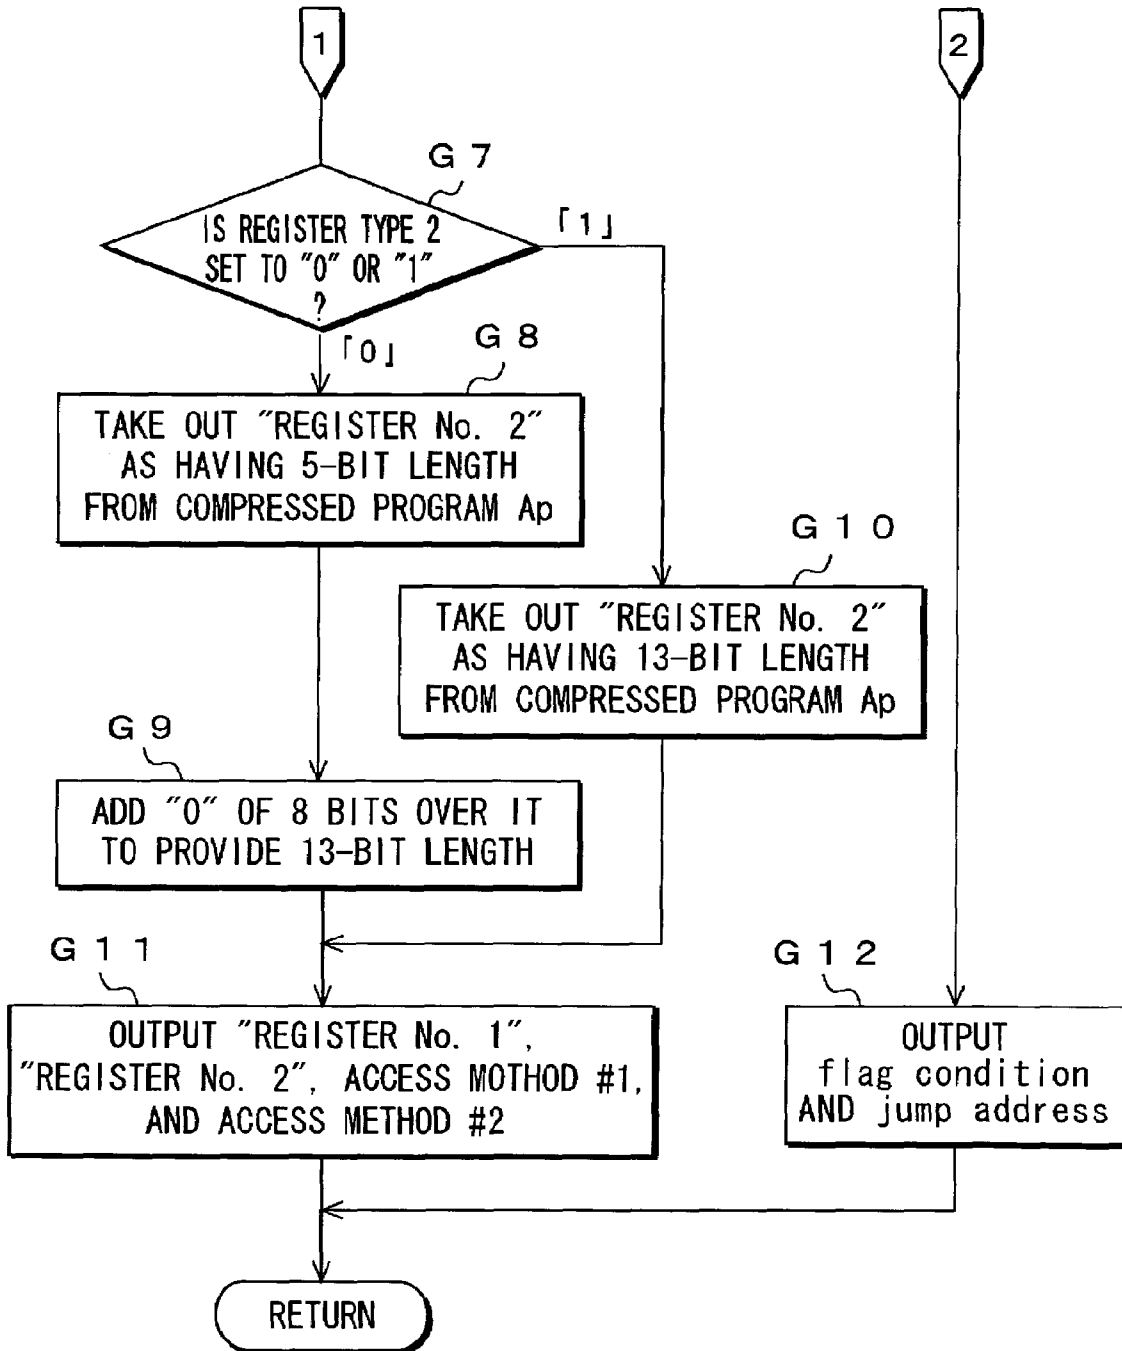 1
2
G 7
IS REGISTER TYPE 2
SET TO "0" OR "1"
?
「1」
「0」
G 8
TAKE OUT "REGISTER No. 2"
AS HAVING 5-BIT LENGTH
FROM COMPRESSED PROGRAM Ap
G 1 0
TAKE OUT "REGISTER No. 2"
AS HAVING 13-BIT LENGTH
FROM COMPRESSED PROGRAM Ap
G 9
ADD "0" OF 8 BITS OVER IT
TO PROVIDE 13-BIT LENGTH
G 1 1
OUTPUT "REGISTER No. 1",
"REGISTER No. 2", ACCESS MOTHOD #1,
AND ACCESS METHOD #2
G 1 2
OUTPUT
flag condition
AND jump address
RETURN